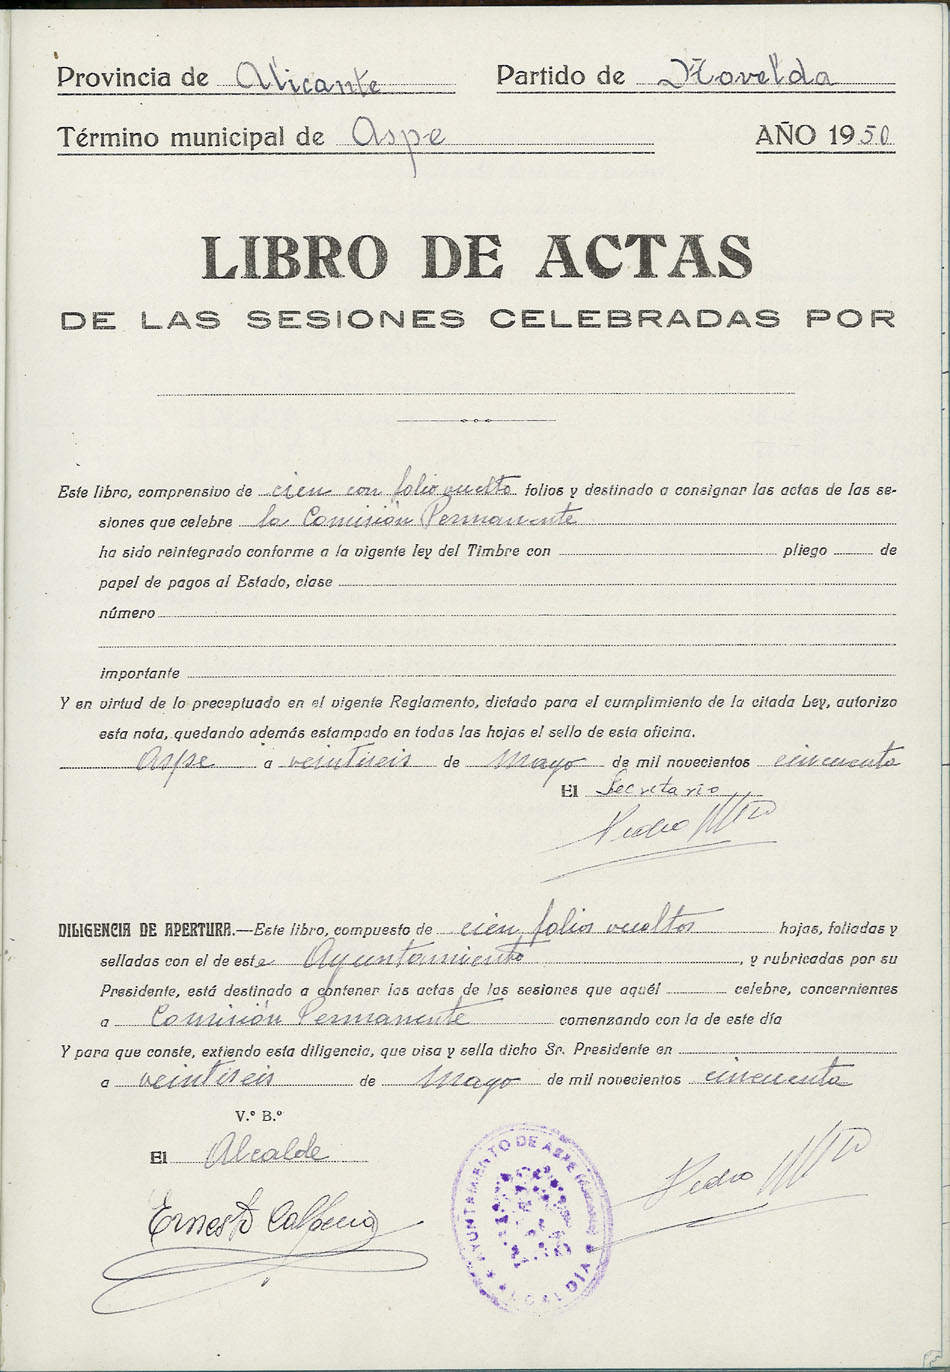 Provincia de Alicante Partido de Novelda
Término municipal de Aspe AÑO 1950
LIBRO DE ACTAS
DE LAS SESIONES CELEBRADAS POR
Este libro, comprensivo de cien con folio vuelto folios y destinado a consignar las actas de las se-
siones que celebre la Comisión Permanente
ha sido reintegrado conforme a la vigente ley del Timbre con pliego de
papel de pagos al Estado, clase
número
importante
Y en virtud de lo preceptuado en el vigente Reglamento, dictado para el cumplimiento de la citada Ley, autorizo
esta nota, quedando además estampado en todas las hojas el sello de esta oficina.
Aspe a veintiseis de Mayo de mil novecientos cincuenta
El Secretario
Pedro
DILIGENCIA DE APERTURA.—Este libro, compuesto de cien folios vueltos hojas, foliadas y
selladas con el de este Ayuntamiento, y rubricadas por su
Presidente, está destinado a contener las actas de las sesiones que aquél celebre, concernientes
a Comisión Permanente comenzando con la de este día
Y para que conste, extiendo esta diligencia, que visa y sella dicho Sr. Presidente en
a veintiseis de Mayo de mil novecientos cincuenta
V.º B.º
El Alcalde
Ernesto Calpena
AYUNTAMIENTO DE ASPE (Alicante)
ALCALDIA
Pedro